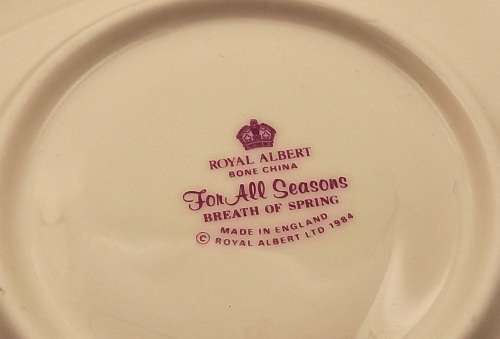 ROYAL ALBERT
BONE CHINA
For All Seasons
BREATH OF SPRING
MADE IN ENGLAND
© ROYAL ALBERT LTD 1984